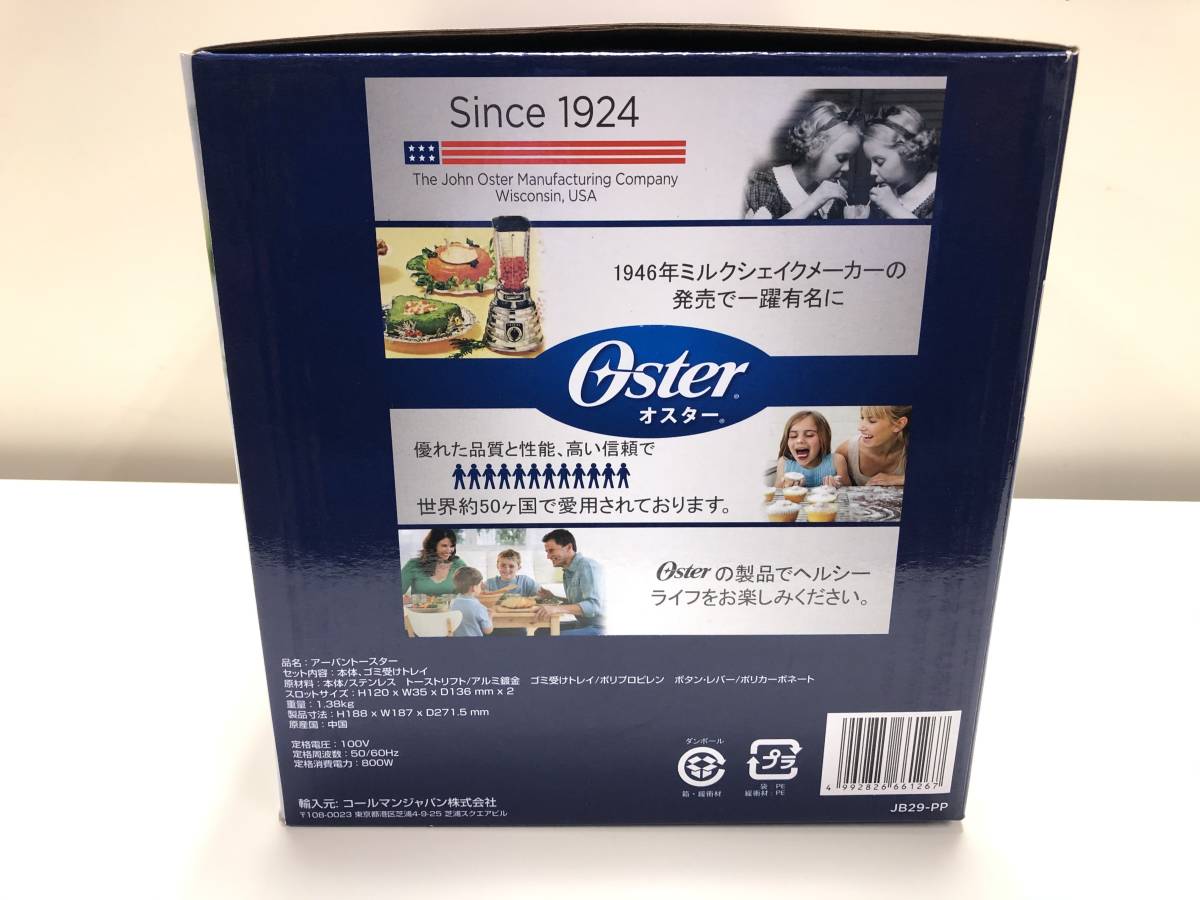 Since 1924
The John Oster Manufacturing Company
Wisconsin, USA
1946年ミルクシェイクメーカーの
発売で一躍有名に
Oster®
オスター®
優れた品質と性能、高い信頼で
世界約50ヶ国で愛用されております。
Osterの製品でヘルシー
ライフをお楽しみください。
品名：アーバントースター
セット内容：本体、ゴミ受けトレイ
原材料：本体/ステンレス　トーストリフト/アルミ鍍金　ゴミ受けトレイ/ポリプロピレン　ボタン・レバー/ポリカーボネート
スロットサイズ：H120 x W35 x D136 mm x 2
重量：1.38kg
製品寸法：H188 x W187 x D271.5 mm
原産国：中国
定格電圧：100V
定格周波数：50/60Hz
定格消費電力：800W
輸入元: コールマンジャパン株式会社
〒108-0023 東京都港区芝浦4-9-25 芝浦スクエアビル
ダンボール
箱・緩衝材
プラ
袋　PE
緩衝材：PE
4 992826 661267
JB29-PP